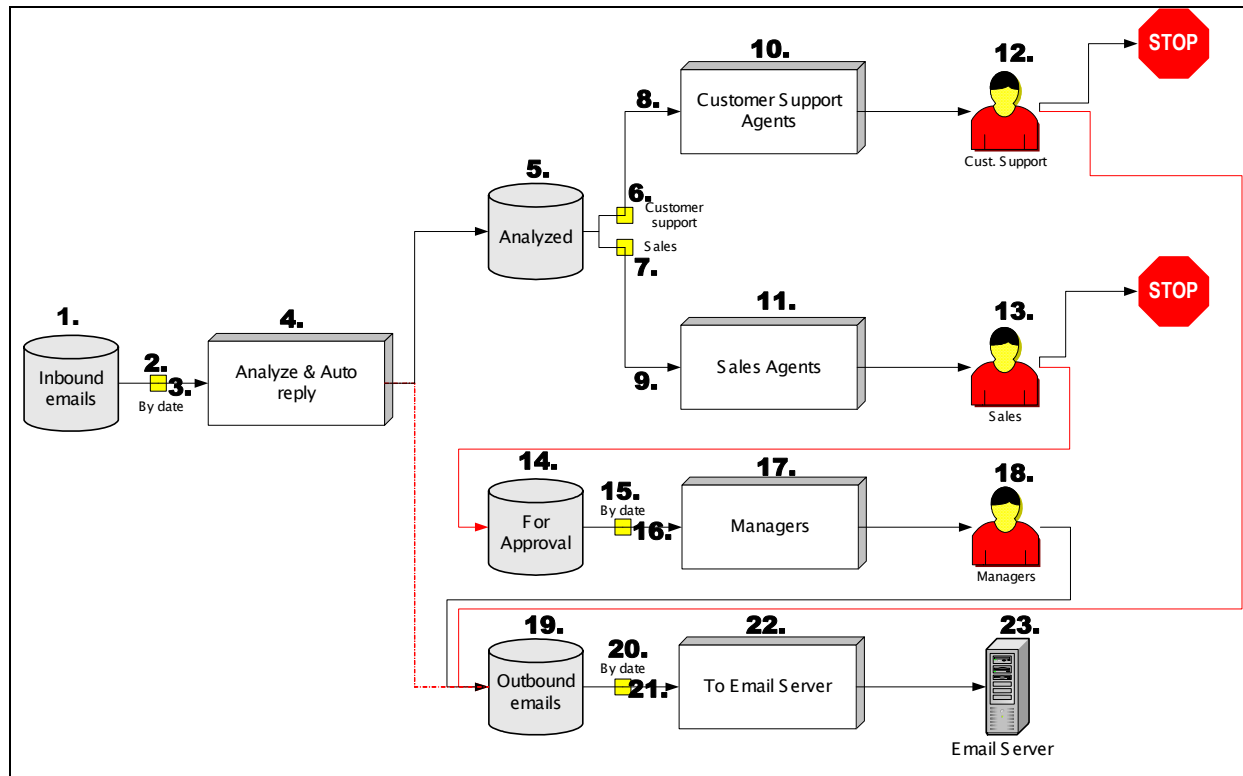 STOP
10.
12.
8.
Customer Support
Agents
Cust. Support
5.
6.
Customer
support
Analyzed
Sales
7.
STOP
11.
13.
1.
4.
2.
3.
Inbound
emails
By date
Analyze & Auto
reply
9.
Sales Agents
Sales
14.
15.
17.
18.
By date
For
Approval
16.
Managers
Managers
19.
20.
22.
23.
By date
Outbound
emails
21.
To Email Server
Email Server